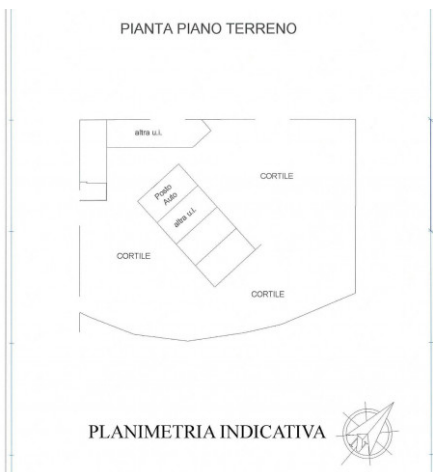 PIANTA PIANO TERRENO
altra u.i.
Posto
Auto
CORTILE
altra u.i.
CORTILE
CORTILE
PLANIMETRIA INDICATIVA